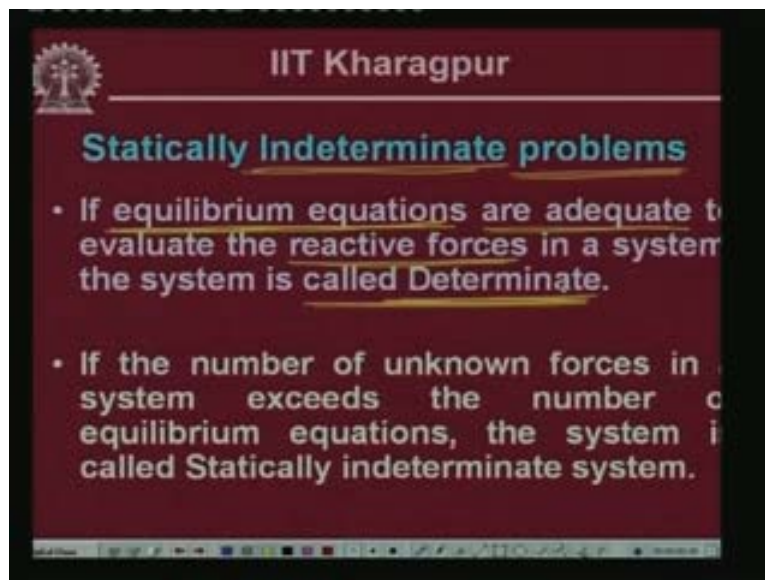 IIT Kharagpur
Statically Indeterminate problems
• If equilibrium equations are adequate t
evaluate the reactive forces in a system
the system is called Determinate.
• If the number of unknown forces in
system exceeds the number
equilibrium equations, the system i
called Statically indeterminate system.